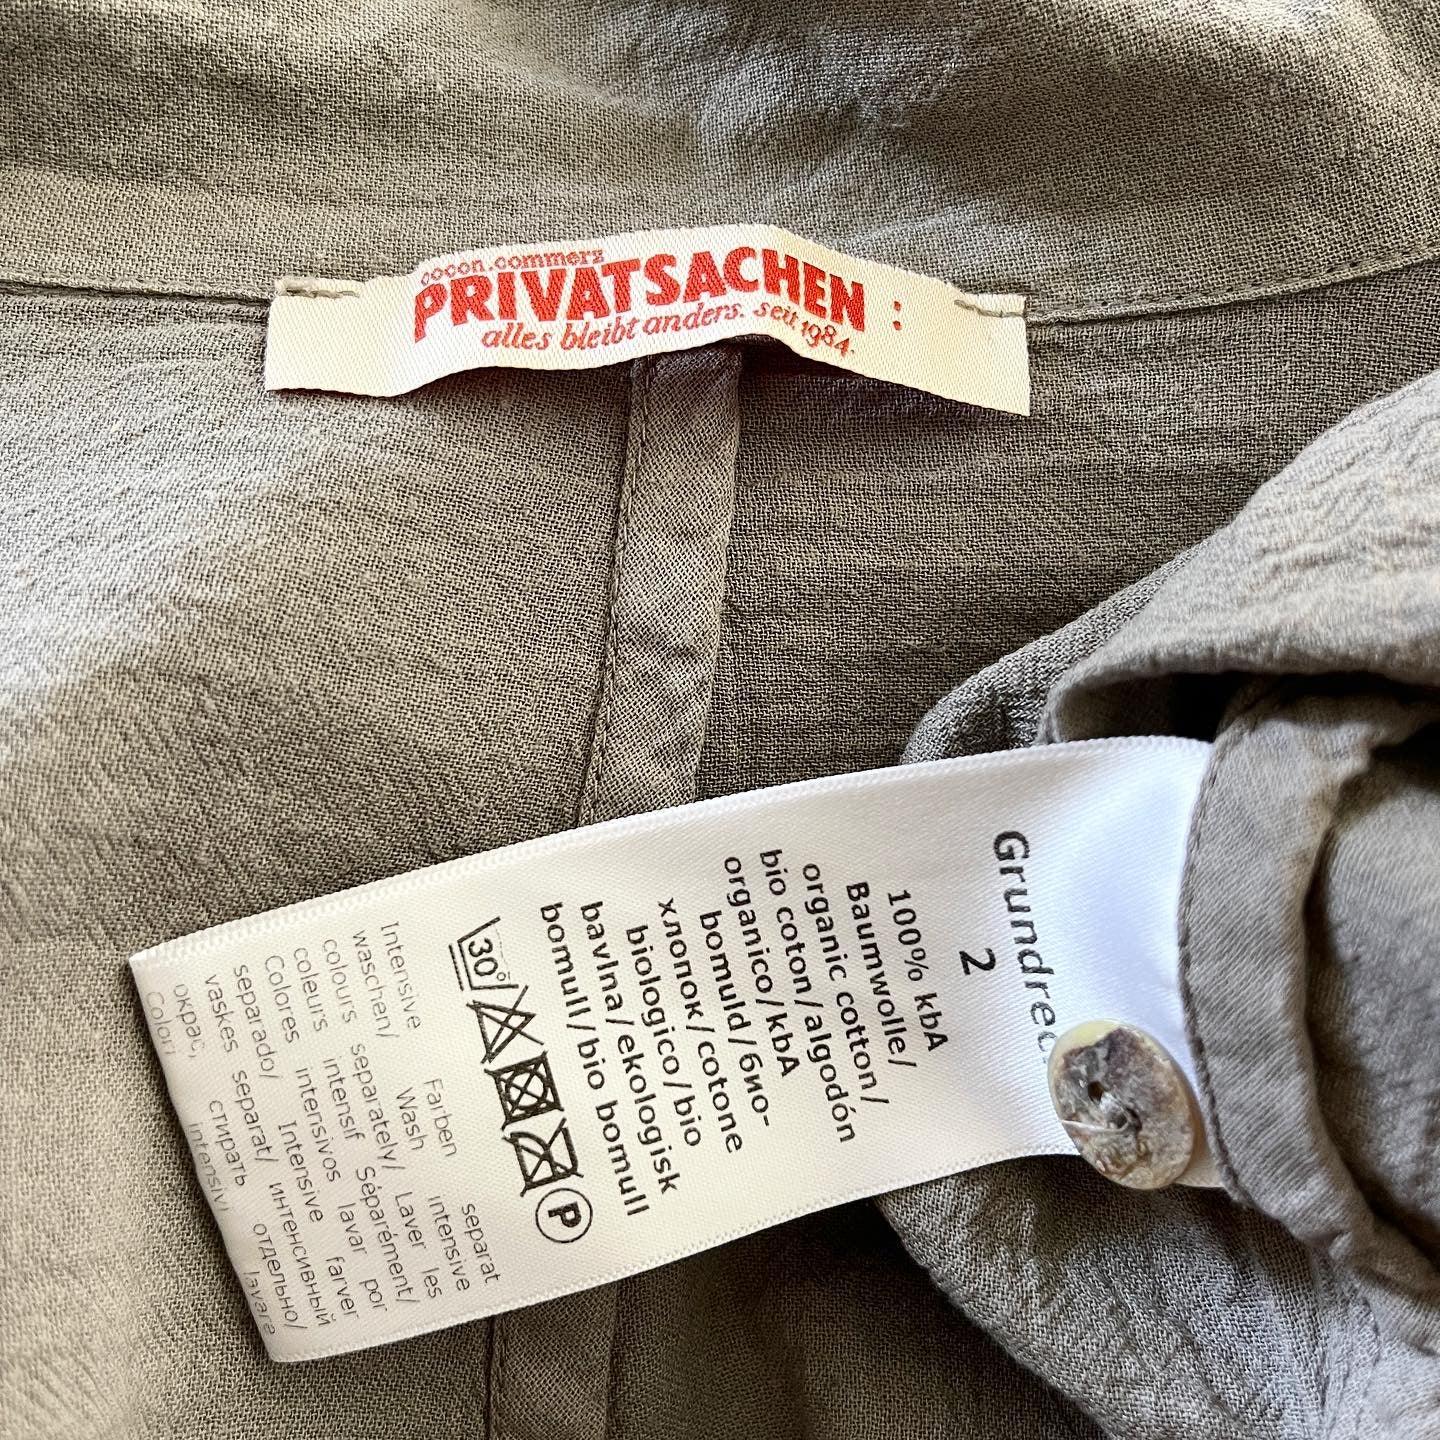 cocon.commerz
PRIVATSACHEN :
alles bleibt anders. seit 1984.
Grundrec
2
100% kbA
Baumwolle/
organic cotton/
bio coton/algodón
organico/kbA
bomuld/био-
хлопок/cotone
biologico/bio
bavlna/ekologisk
bomull/bio bomull
30°
P
Intensive Farben separat
waschen/ Wash intensive
colours separately/ Laver les
coleurs intensif Séparément/
Colores intensivos lavar por
separado/ Intensive farver
vaskes separat/ интенсивный
окрас, стирать отдельно/
Colori intensivi lavare